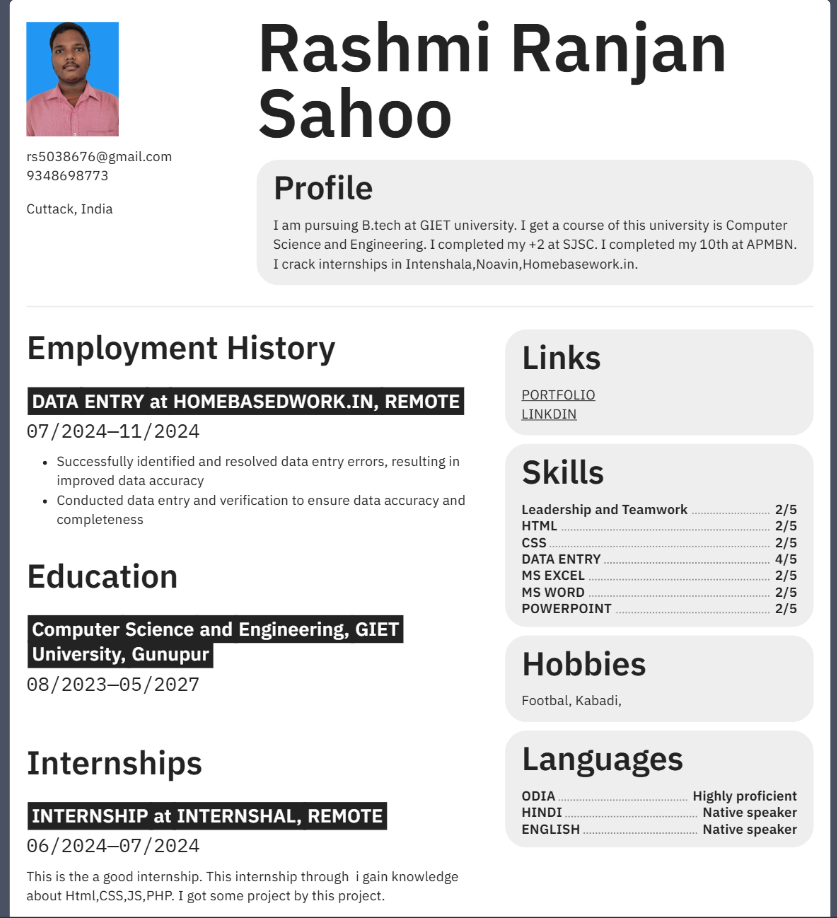 Rashmi Ranjan
Sahoo
rs5038676@gmail.com
9348698773
Cuttack, India
Profile
I am pursuing B.tech at GIET university. I get a course of this university is Computer
Science and Engineering. I completed my +2 at SJSC. I completed my 10th at APMBN.
I crack internships in Intenshala,Noavin,Homebasework.in.
Employment History
DATA ENTRY at HOMEBASEDWORK.IN, REMOTE
07/2024—11/2024
• Successfully identified and resolved data entry errors, resulting in
improved data accuracy
• Conducted data entry and verification to ensure data accuracy and
completeness
Education
Computer Science and Engineering, GIET
University, Gunupur
08/2023—05/2027
Internships
INTERNSHIP at INTERNSHAL, REMOTE
06/2024—07/2024
This is the a good internship. This internship through i gain knowledge
about Html,CSS,JS,PHP. I got some project by this project.
Links
PORTFOLIO
LINKDIN
Skills
Leadership and Teamwork 2/5
HTML 2/5
CSS 2/5
DATA ENTRY 4/5
MS EXCEL 2/5
MS WORD 2/5
POWERPOINT 2/5
Hobbies
Footbal, Kabadi,
Languages
ODIA Highly proficient
HINDI Native speaker
ENGLISH Native speaker